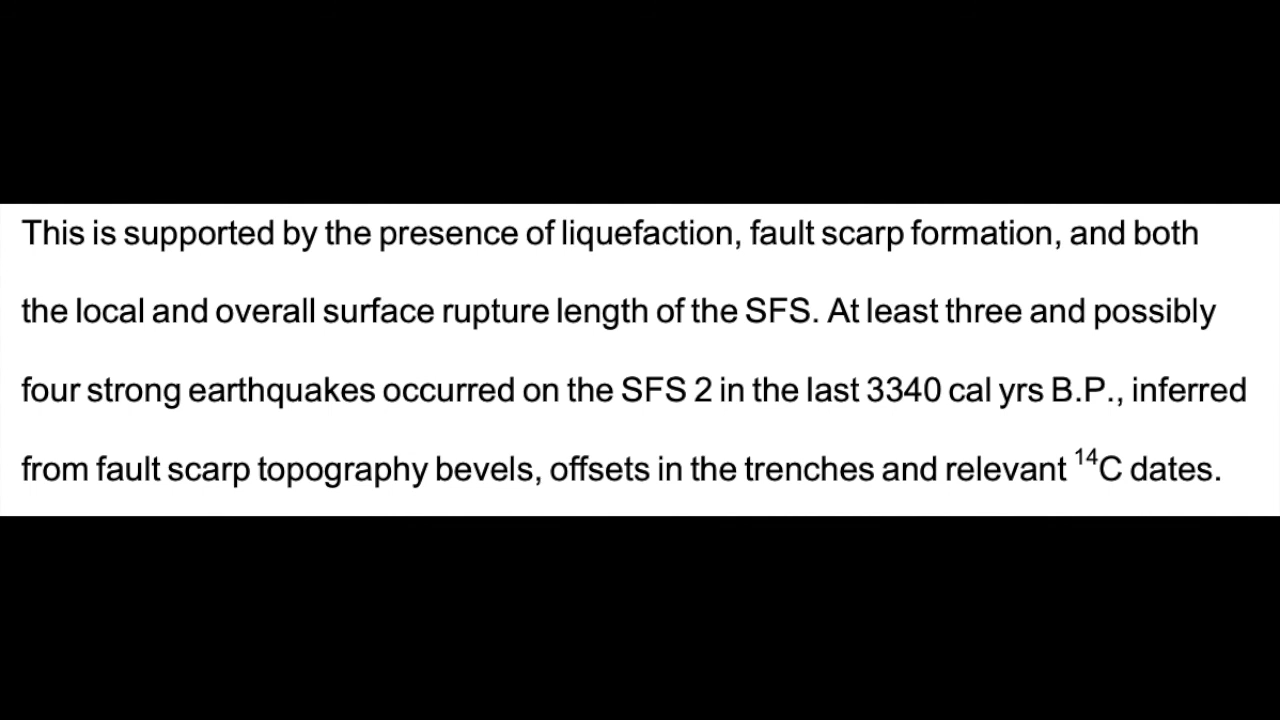 This is supported by the presence of liquefaction, fault scarp formation, and both
the local and overall surface rupture length of the SFS. At least three and possibly
four strong earthquakes occurred on the SFS 2 in the last 3340 cal yrs B.P., inferred
from fault scarp topography bevels, offsets in the trenches and relevant ¹⁴C dates.